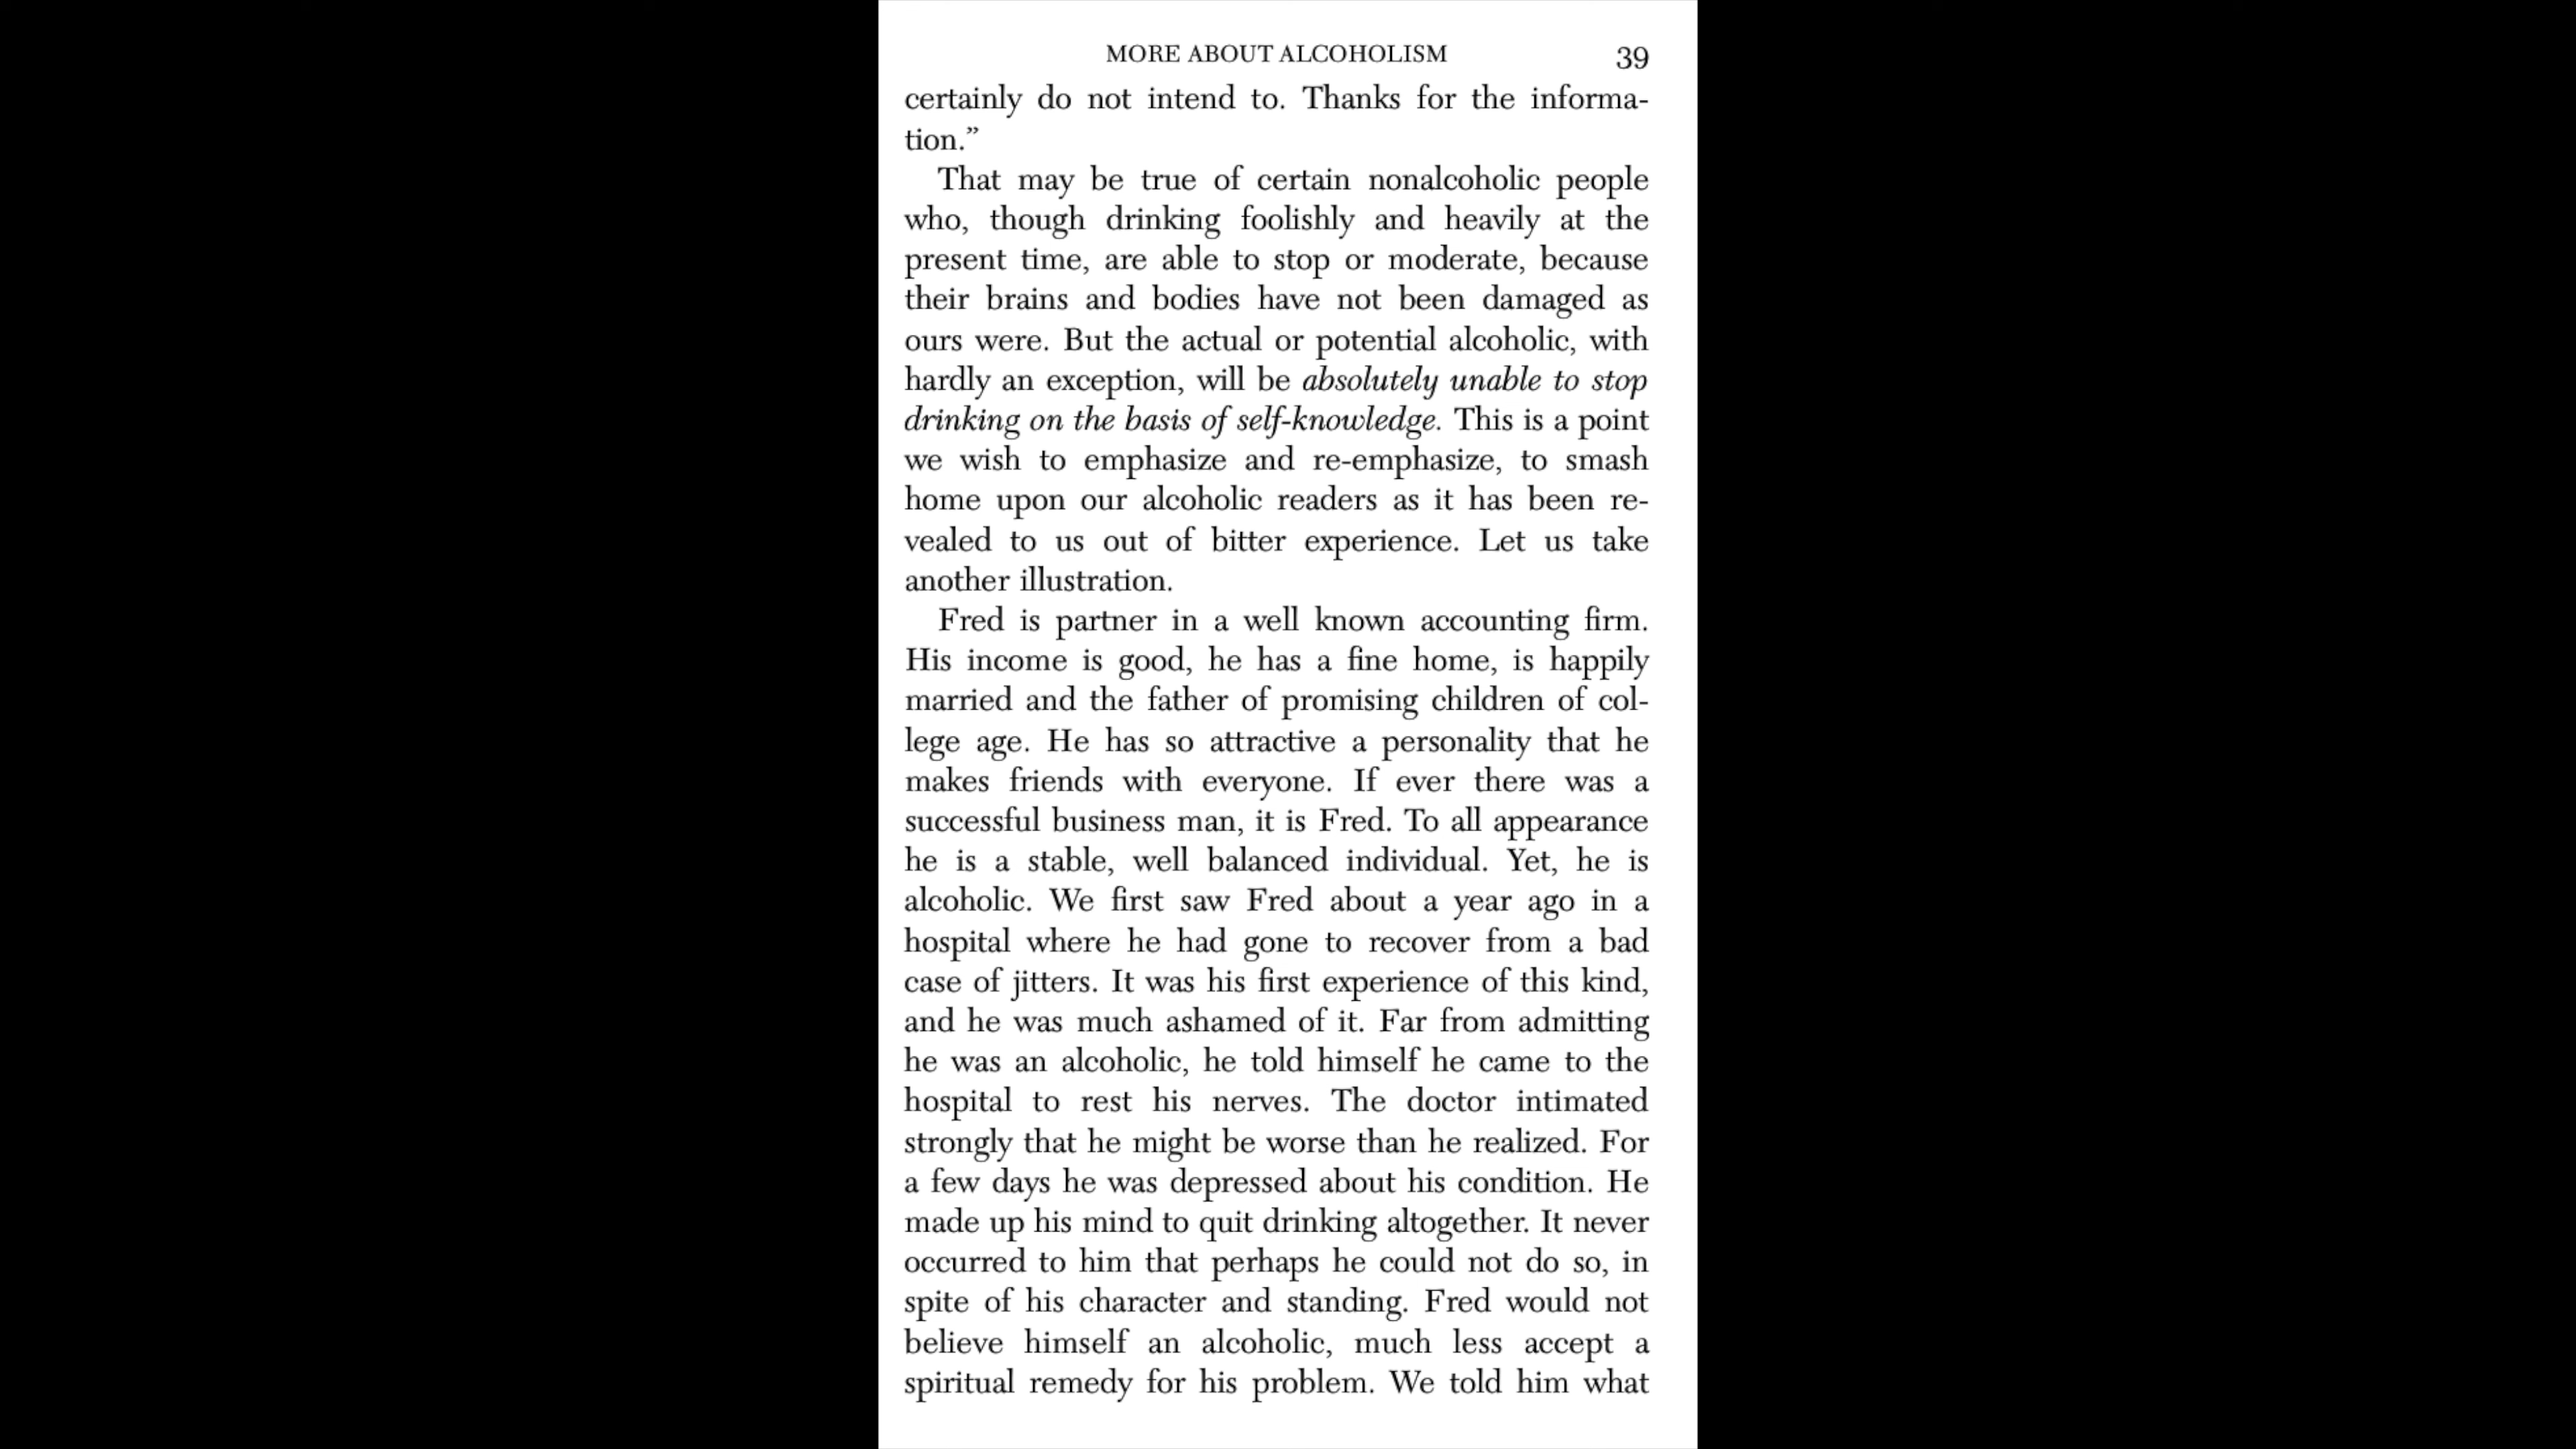 MORE ABOUT ALCOHOLISM 39
certainly do not intend to. Thanks for the informa-
tion.”
That may be true of certain nonalcoholic people
who, though drinking foolishly and heavily at the
present time, are able to stop or moderate, because
their brains and bodies have not been damaged as
ours were. But the actual or potential alcoholic, with
hardly an exception, will be absolutely unable to stop
drinking on the basis of self-knowledge. This is a point
we wish to emphasize and re-emphasize, to smash
home upon our alcoholic readers as it has been re-
vealed to us out of bitter experience. Let us take
another illustration.
Fred is partner in a well known accounting firm.
His income is good, he has a fine home, is happily
married and the father of promising children of col-
lege age. He has so attractive a personality that he
makes friends with everyone. If ever there was a
successful business man, it is Fred. To all appearance
he is a stable, well balanced individual. Yet, he is
alcoholic. We first saw Fred about a year ago in a
hospital where he had gone to recover from a bad
case of jitters. It was his first experience of this kind,
and he was much ashamed of it. Far from admitting
he was an alcoholic, he told himself he came to the
hospital to rest his nerves. The doctor intimated
strongly that he might be worse than he realized. For
a few days he was depressed about his condition. He
made up his mind to quit drinking altogether. It never
occurred to him that perhaps he could not do so, in
spite of his character and standing. Fred would not
believe himself an alcoholic, much less accept a
spiritual remedy for his problem. We told him what